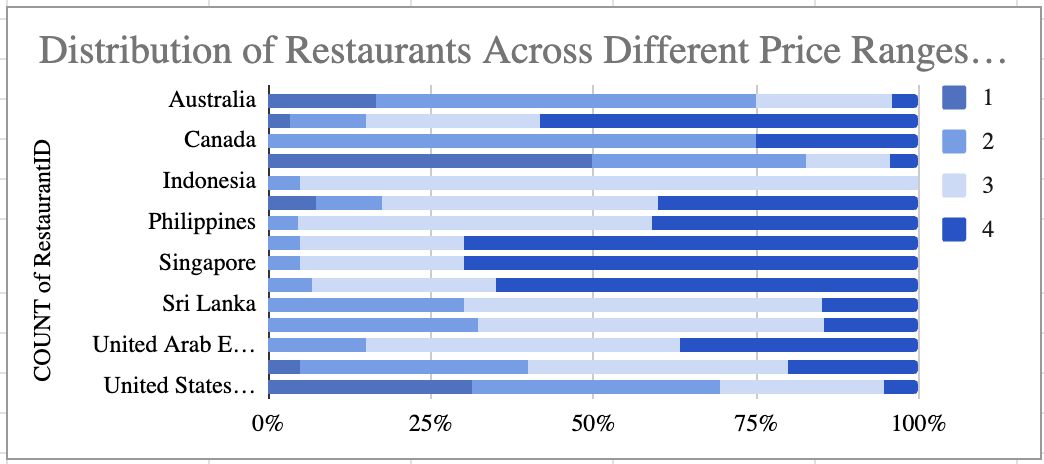 Distribution of Restaurants Across Different Price Ranges…
COUNT of RestaurantID
Australia
Canada
Indonesia
Philippines
Singapore
Sri Lanka
United Arab E…
United States…
0% 25% 50% 75% 100%
1
2
3
4